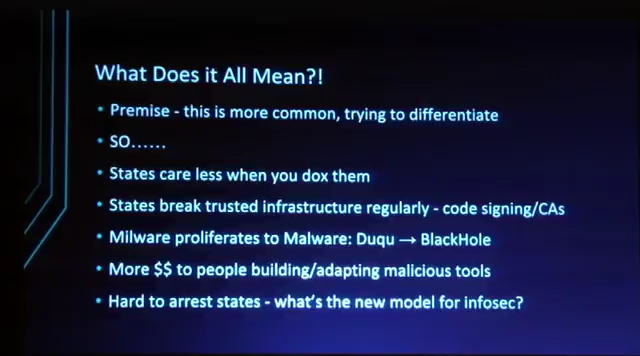 What Does it All Mean?!
• Premise - this is more common, trying to differentiate
• SO......
• States care less when you dox them
• States break trusted infrastructure regularly - code signing/CAs
• Milware proliferates to Malware: Duqu → BlackHole
• More $$ to people building/adapting malicious tools
• Hard to arrest states - what's the new model for infosec?